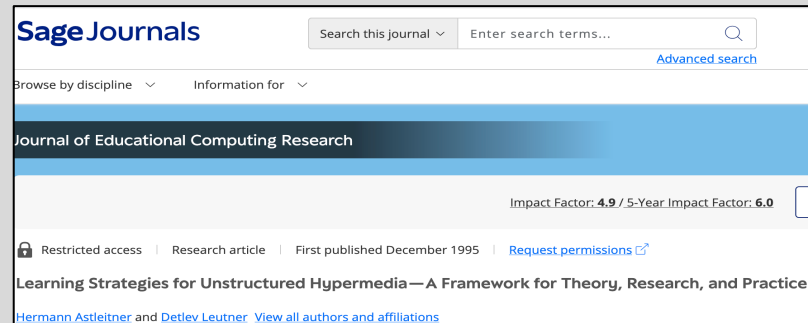 Sage Journals
Search this journal Enter search terms...
Advanced search
Browse by discipline Information for
Journal of Educational Computing Research
Impact Factor: 4.9 / 5-Year Impact Factor: 6.0
Restricted access | Research article | First published December 1995 | Request permissions
Learning Strategies for Unstructured Hypermedia—A Framework for Theory, Research, and Practice
Hermann Astleitner and Detlev Leutner View all authors and affiliations